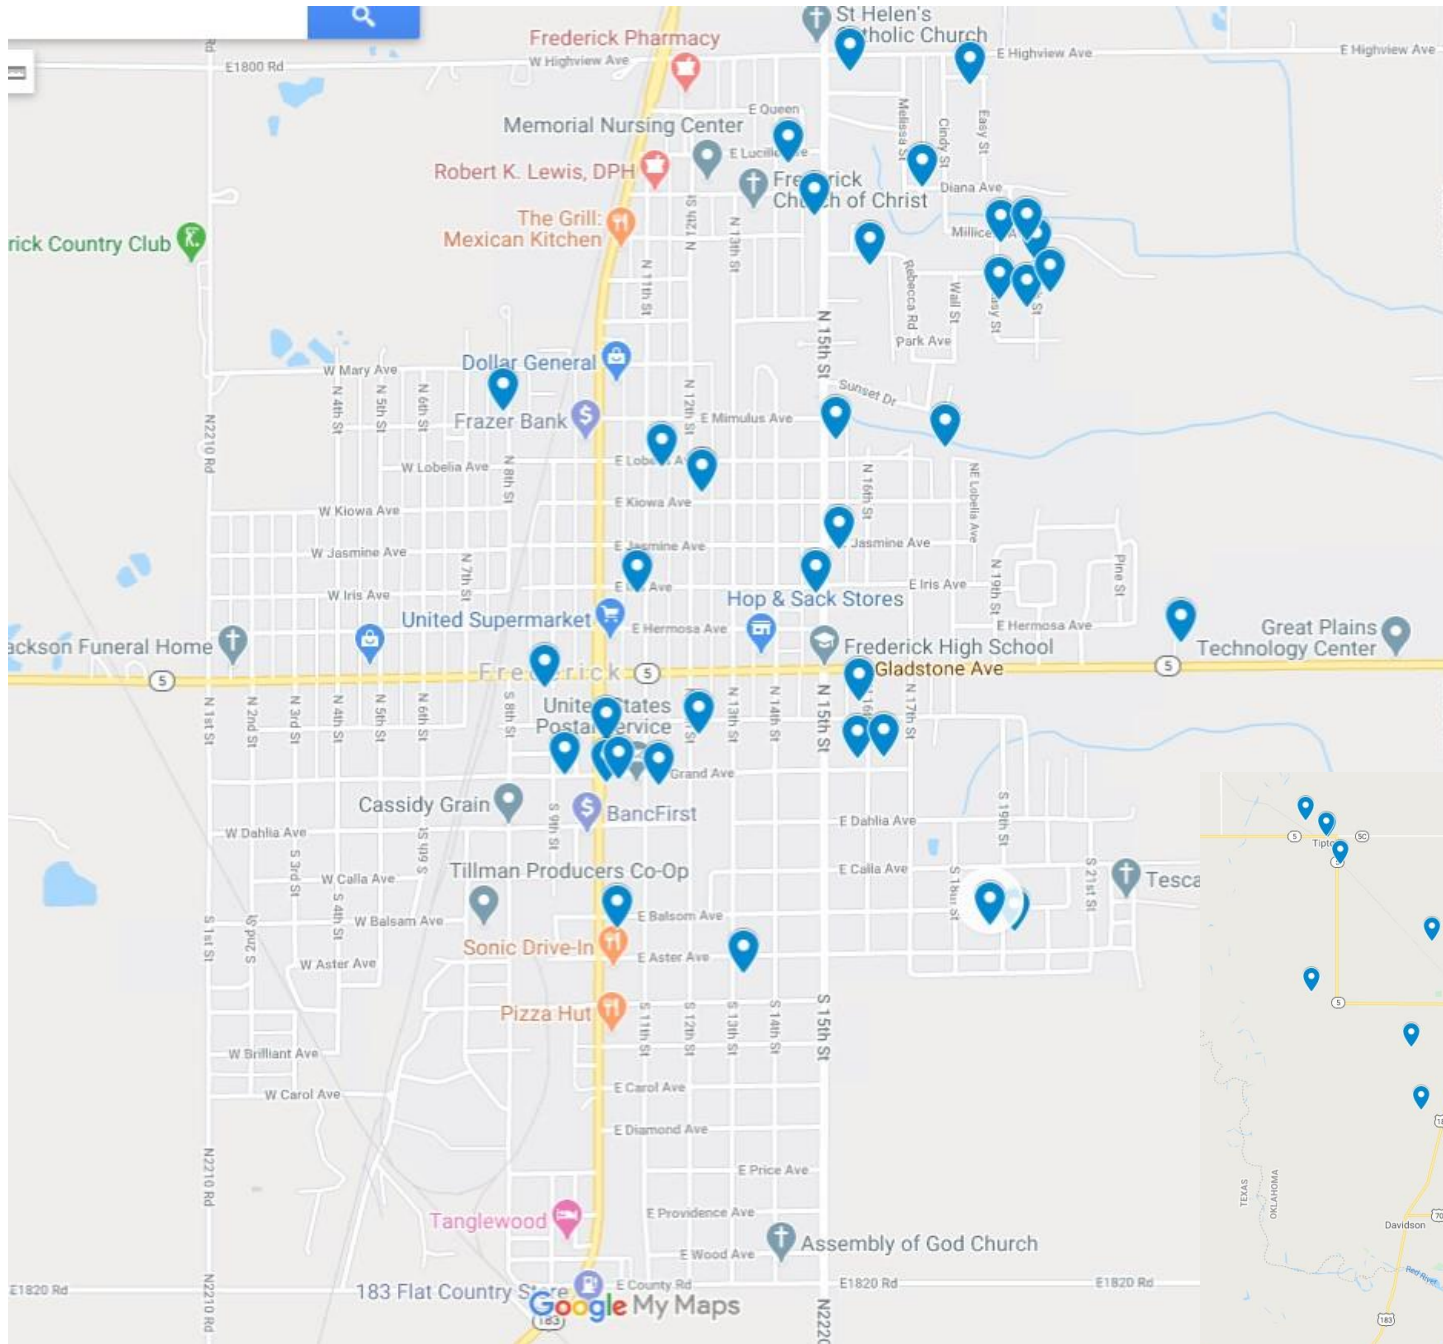 St Helen's
Catholic Church
Frederick Pharmacy
E1800 Rd
W Highview Ave
E Highview Ave
E Highview Ave
Rd
E Queen
Memorial Nursing Center
E Lucille Ave
Melissa St
Cindy St
Easy St
Robert K. Lewis, DPH
Frederick
Church of Christ
Diana Ave
The Grill:
Mexican Kitchen
N 12th St
N 13th St
rick Country Club
N 11th St
Rebecca Rd
Wall St
Park Ave
N 15th St
Dollar General
W Mary Ave
Sunset Dr
N 4th St
N 5th St
N 6th St
N 12th St
Frazer Bank
E Mimulus Ave
N2210 Rd
W Lobelia Ave
N 8th St
N 16th St
NE Lobelia Ave
W Kiowa Ave
E Kiowa Ave
W Jasmine Ave
E Jasmine Ave
Jasmine Ave
N 7th St
N 19th St
Pine St
W Iris Ave
E Iris Ave
Hop & Sack Stores
United Supermarket
E Hermosa Ave
E Hermosa Ave
ackson Funeral Home
Frederick High School
Great Plains
Technology Center
Frederick
5
5
5
Gladstone Ave
N 1st St
N 2nd St
N 3rd St
N 4th St
N 5th St
N 6th St
S 8th St
United States
Postal Service
N 13th St
N 14th St
N 15th St
N 17th St
Grand Ave
Cassidy Grain
BancFirst
W Dahlia Ave
S 9th St
E Dahlia Ave
S 19th St
S 3rd St
S 6th St
W Calla Ave
Tillman Producers Co-Op
E Calla Ave
S 18th St
S 21st St
Tesca
S 1st St
S 2nd St
S 4th St
W Balsam Ave
E Balsom Ave
Sonic Drive-In
W Aster Ave
E Aster Ave
Pizza Hut
S 11th St
S 12th St
S 13th St
S 14th St
S 15th St
W Brilliant Ave
W Carol Ave
E Carol Ave
E Diamond Ave
N2210 Rd
E Price Ave
Tanglewood
E Providence Ave
E Wood Ave
Assembly of God Church
E1820 Rd
N2210 Rd
183 Flat Country Store
E County Rd
E1820 Rd
E1820 Rd
Google My Maps
183
N2220
5
5C
5
5
TEXAS
OKLAHOMA
70
Davidson
Red River
183